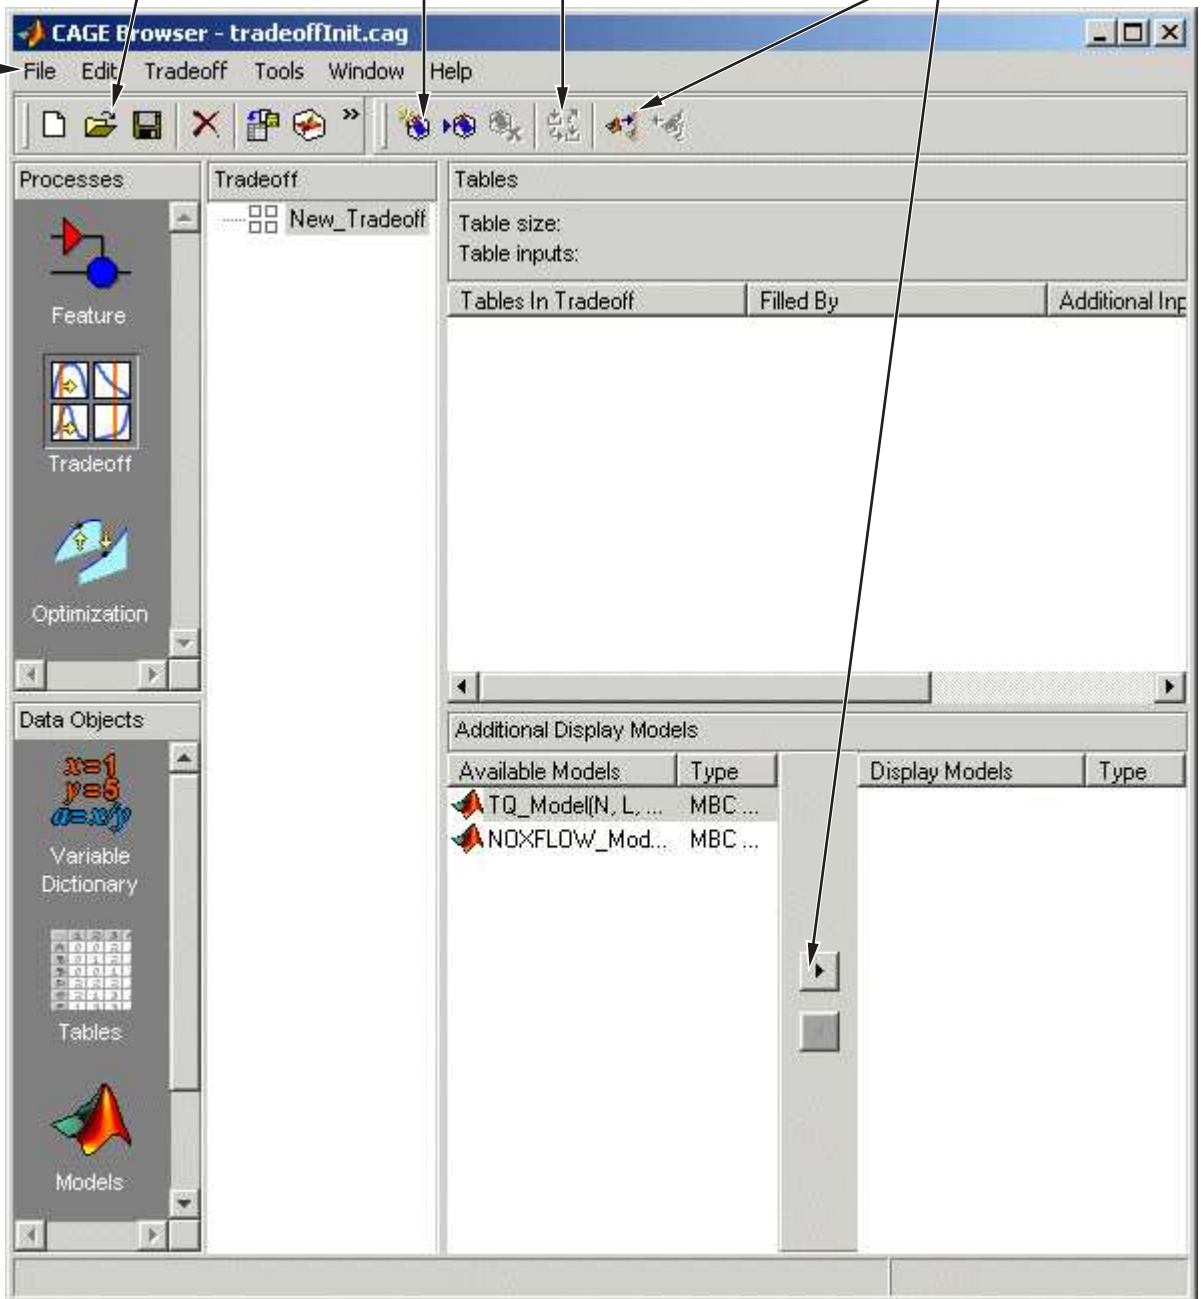 CAGE Browser - tradeoffInit.cag
File Edit Tradeoff Tools Window Help
Processes
Feature
Tradeoff
Optimization
Data Objects
x=1
y=5
a=x/y
Variable
Dictionary
Tables
Models
Tradeoff
New_Tradeoff
Tables
Table size:
Table inputs:
Tables In Tradeoff Filled By Additional Inp
Additional Display Models
Available Models Type
TQ_Model(N, L, ... MBC ...
NOXFLOW_Mod... MBC ...
Display Models Type